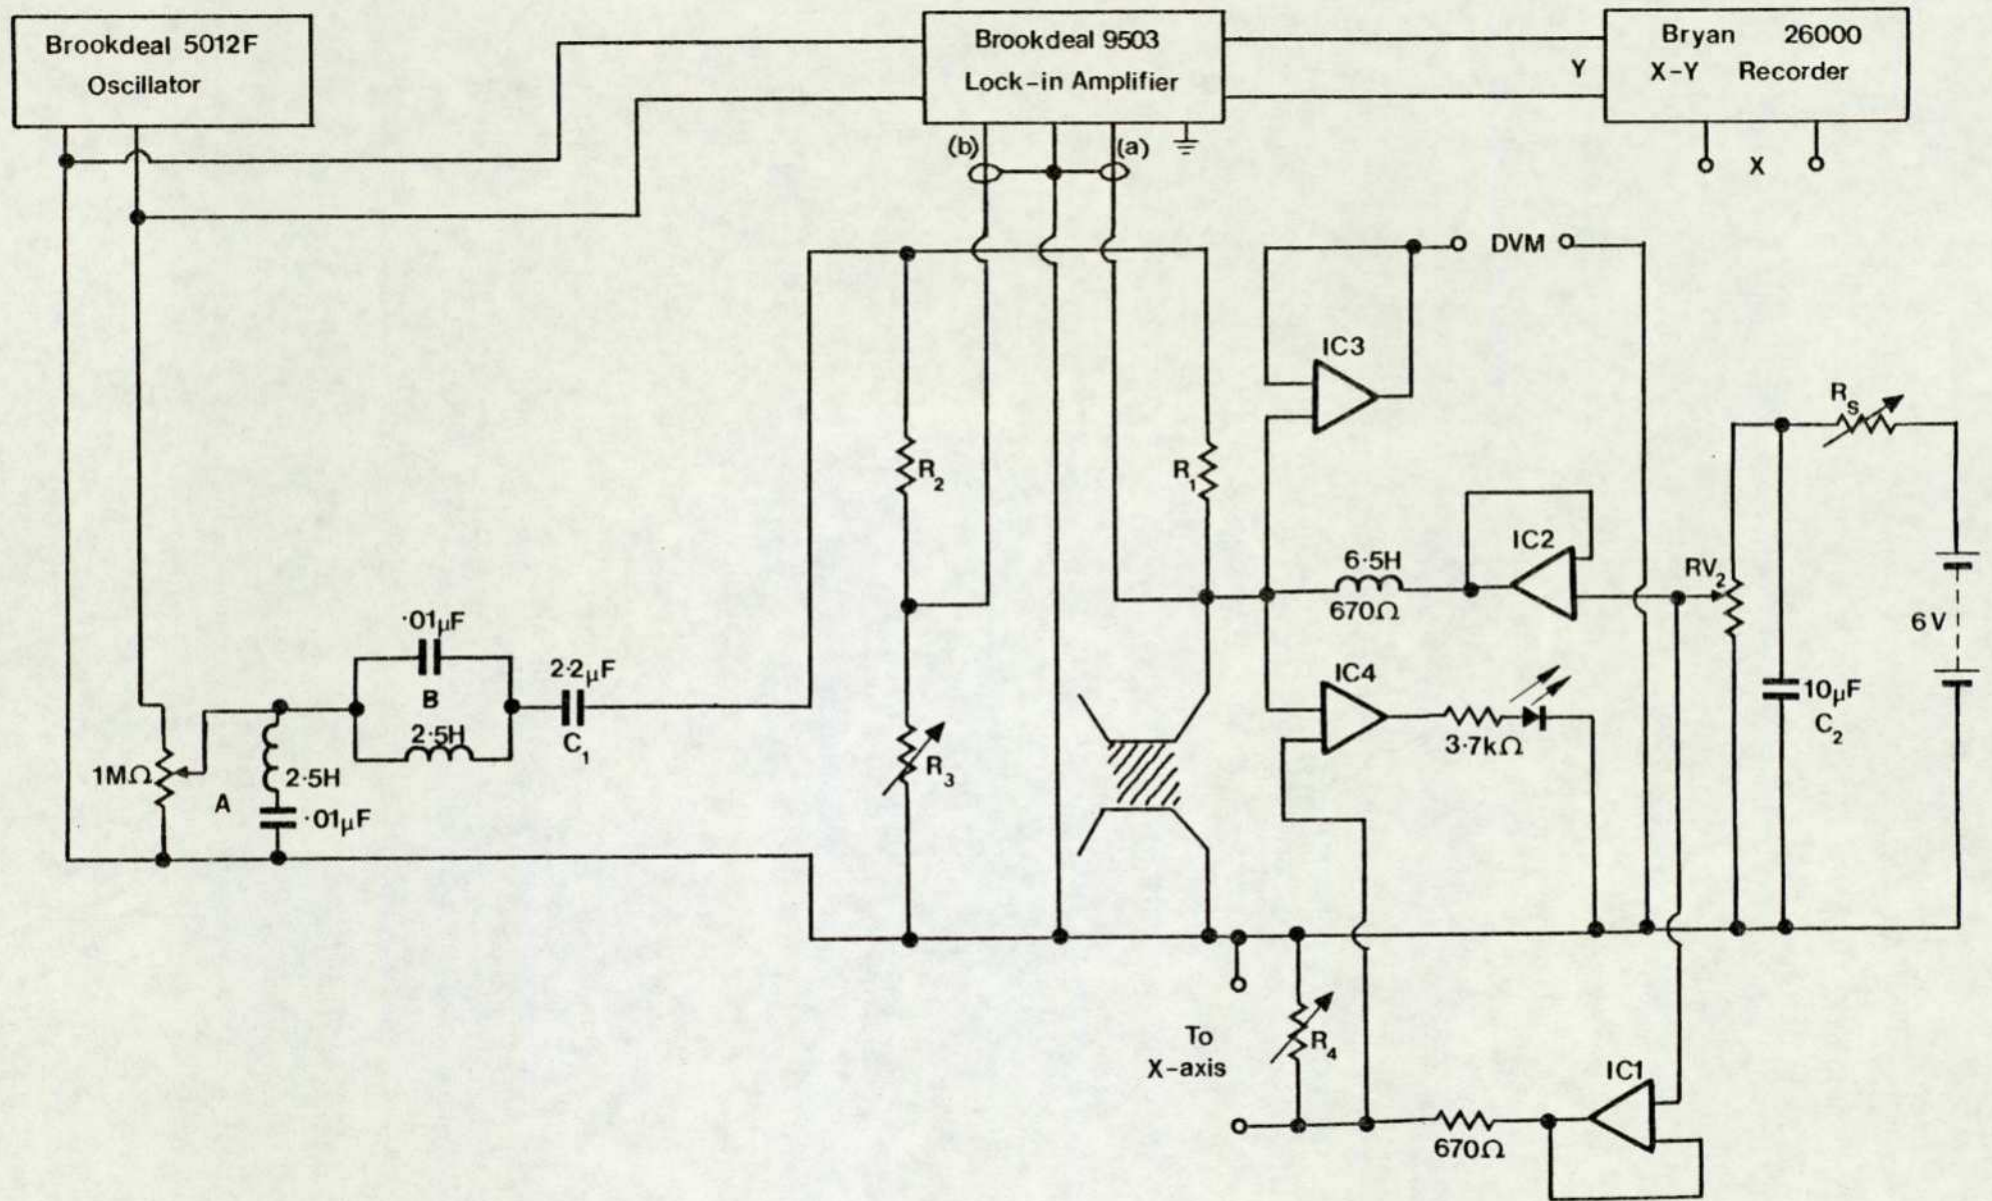 Brookdeal 5012F
Oscillator
Brookdeal 9503
Lock-in Amplifier
Bryan 26000
X-Y Recorder
Y
(b)
(a)
X
DVM
IC3
R₂
R₁
R_S
IC2
6·5H
670Ω
RV₂
6V
·01µF
B
2·5H
2·2µF
C₁
IC4
3·7kΩ
10µF
C₂
1MΩ
A
2·5H
·01µF
R₃
To
X-axis
R₄
IC1
670Ω